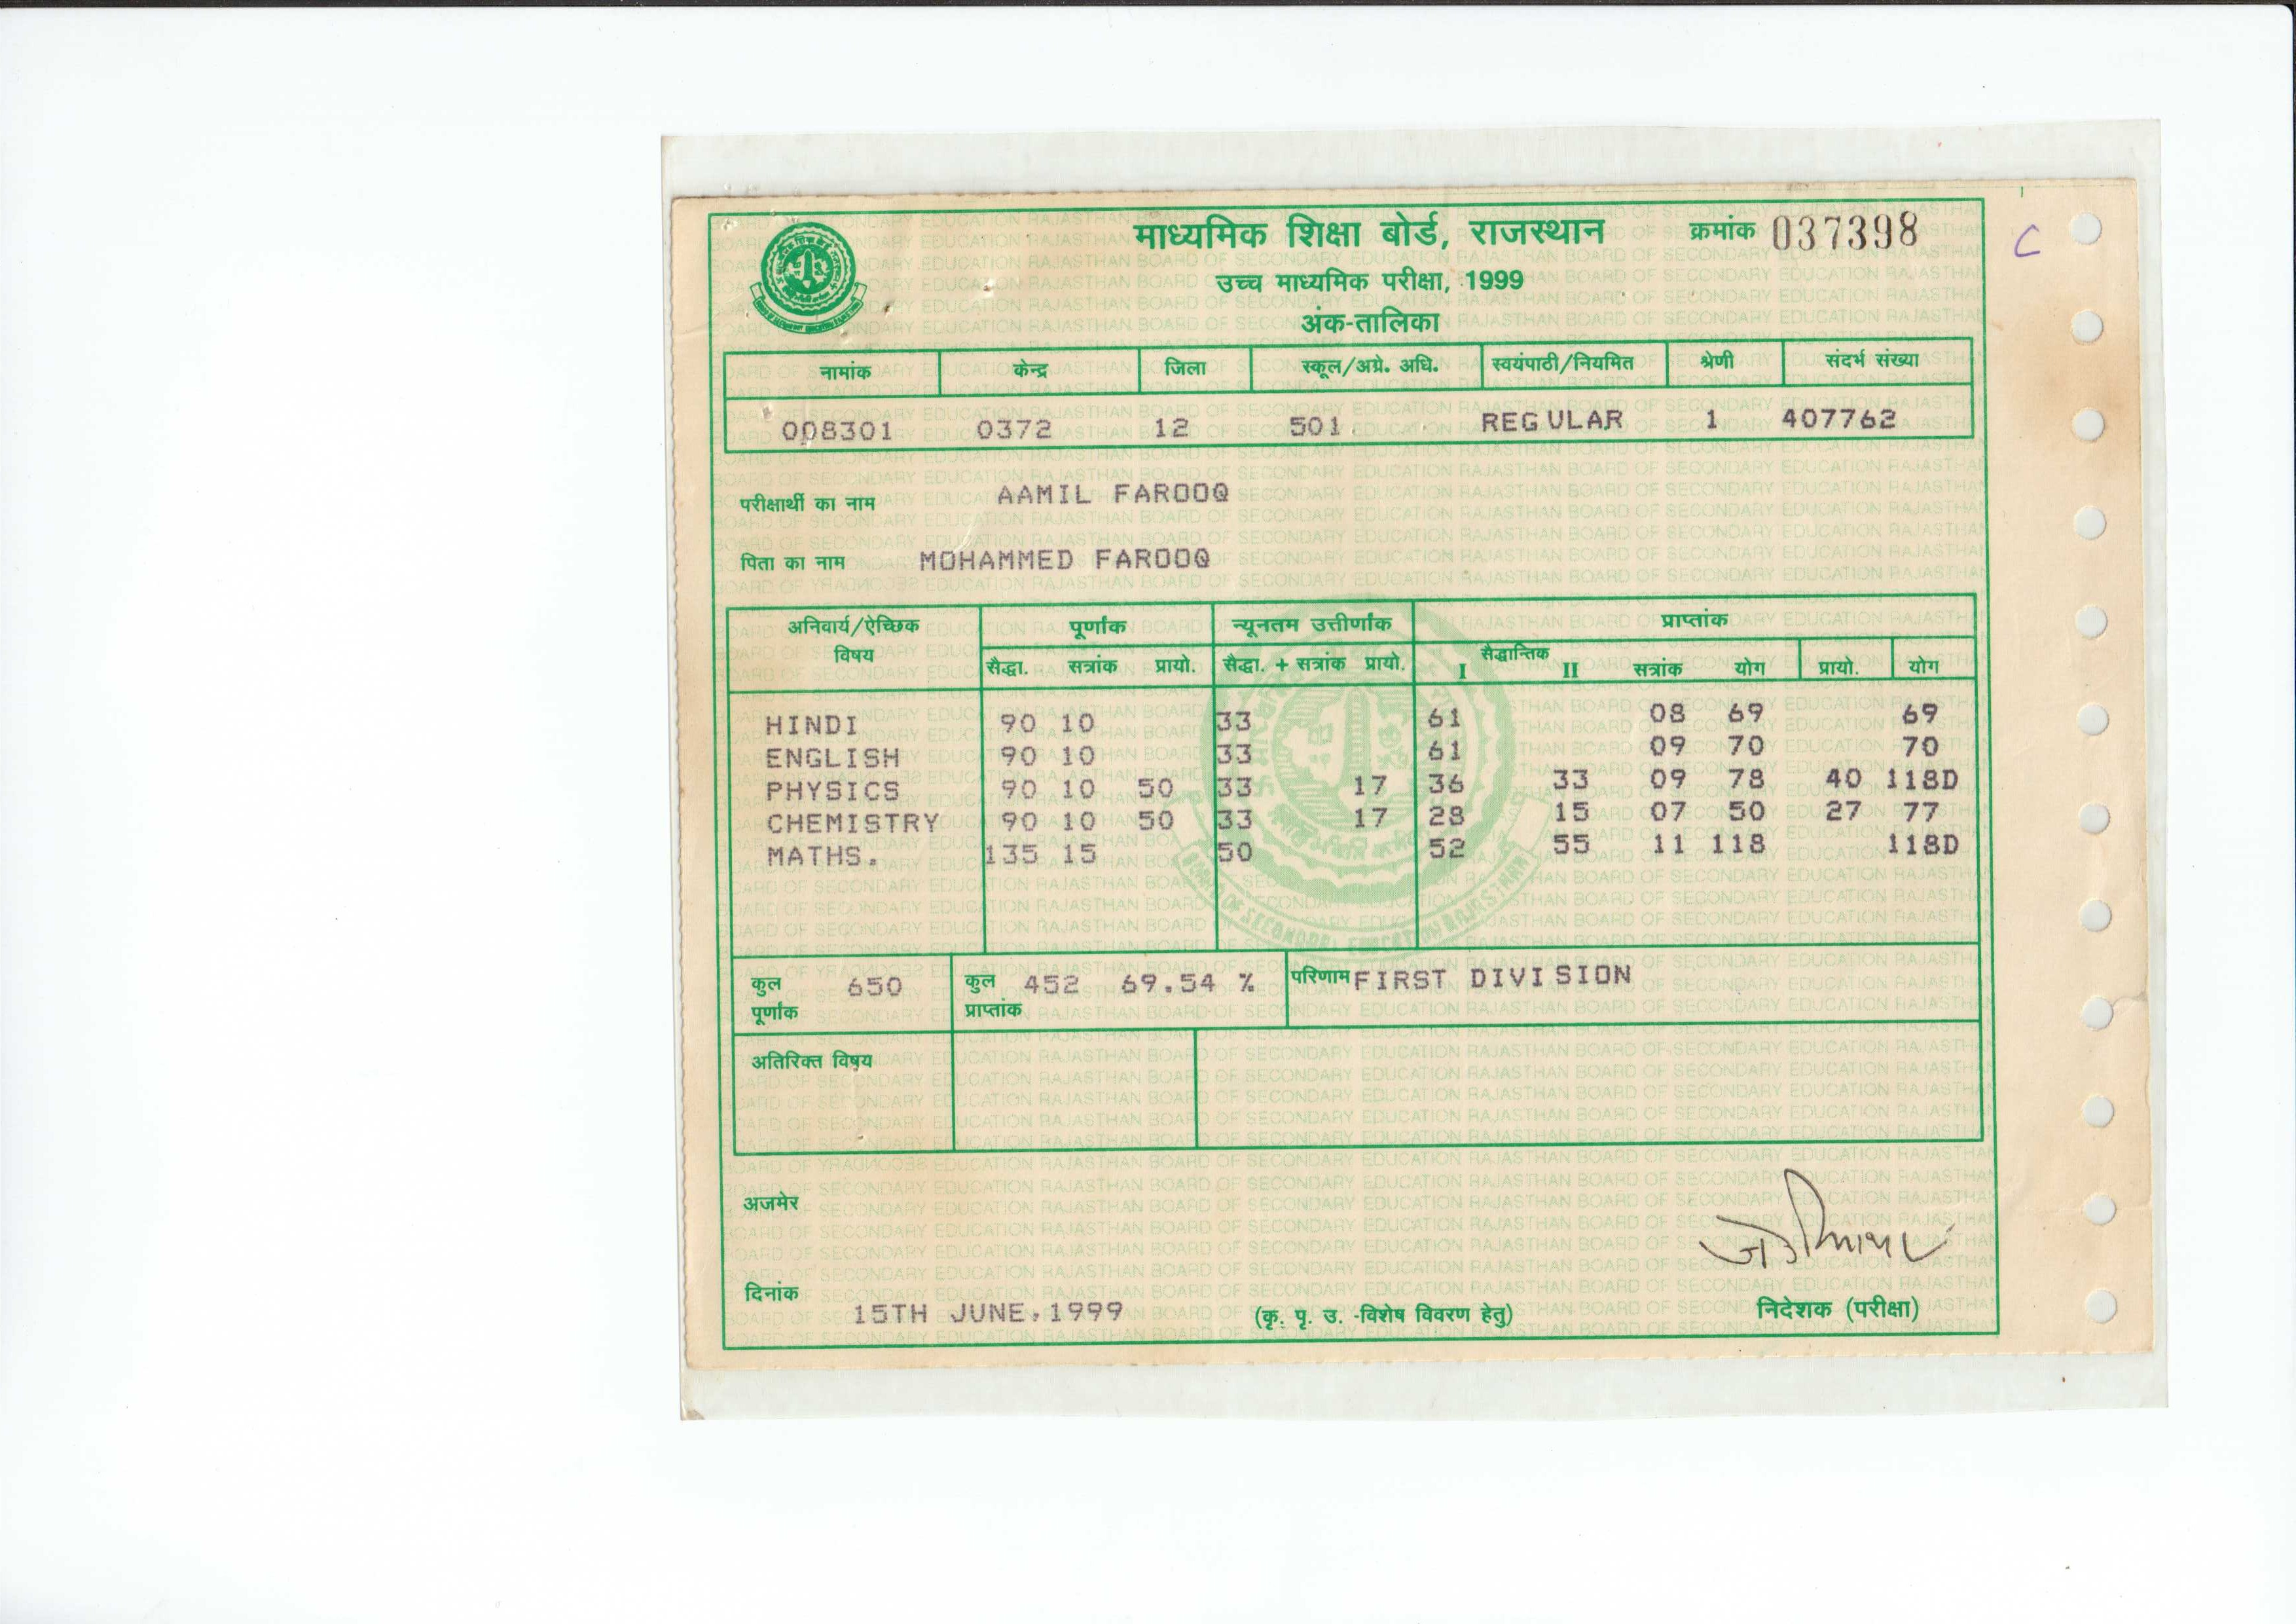 माध्यमिक शिक्षा बोर्ड, राजस्थान क्रमांक 037398
C
उच्च माध्यमिक परीक्षा, 1999
अंक-तालिका
नामांक केन्द्र जिला स्कूल/अग्रे. अधि. स्वयंपाठी/नियमित श्रेणी संदर्भ संख्या
008301 0372 12 501 REGULAR 1 407762
परीक्षार्थी का नाम AAMIL FAROOQ
पिता का नाम MOHAMMED FAROOQ
अनिवार्य/ऐच्छिक विषय पूर्णांक न्यूनतम उत्तीर्णांक प्राप्तांक
सैद्धा. सत्रांक प्रायो. सैद्धा. + सत्रांक प्रायो. सैद्धान्तिक I II सत्रांक योग प्रायो. योग
HINDI 90 10 33 61 08 69 69
ENGLISH 90 10 33 61 09 70 70
PHYSICS 90 10 50 33 17 36 33 09 78 40 118D
CHEMISTRY 90 10 50 33 17 28 15 07 50 27 77
MATHS. 135 15 50 52 55 11 118 118D
कुल पूर्णांक 650 कुल प्राप्तांक 452 69.54 % परिणाम FIRST DIVISION
अतिरिक्त विषय
अजमेर
दिनांक
15TH JUNE,1999 (कृ. पृ. उ. -विशेष विवरण हेतु) निदेशक (परीक्षा)
BOARD OF SECONDARY EDUCATION RAJASTHAN